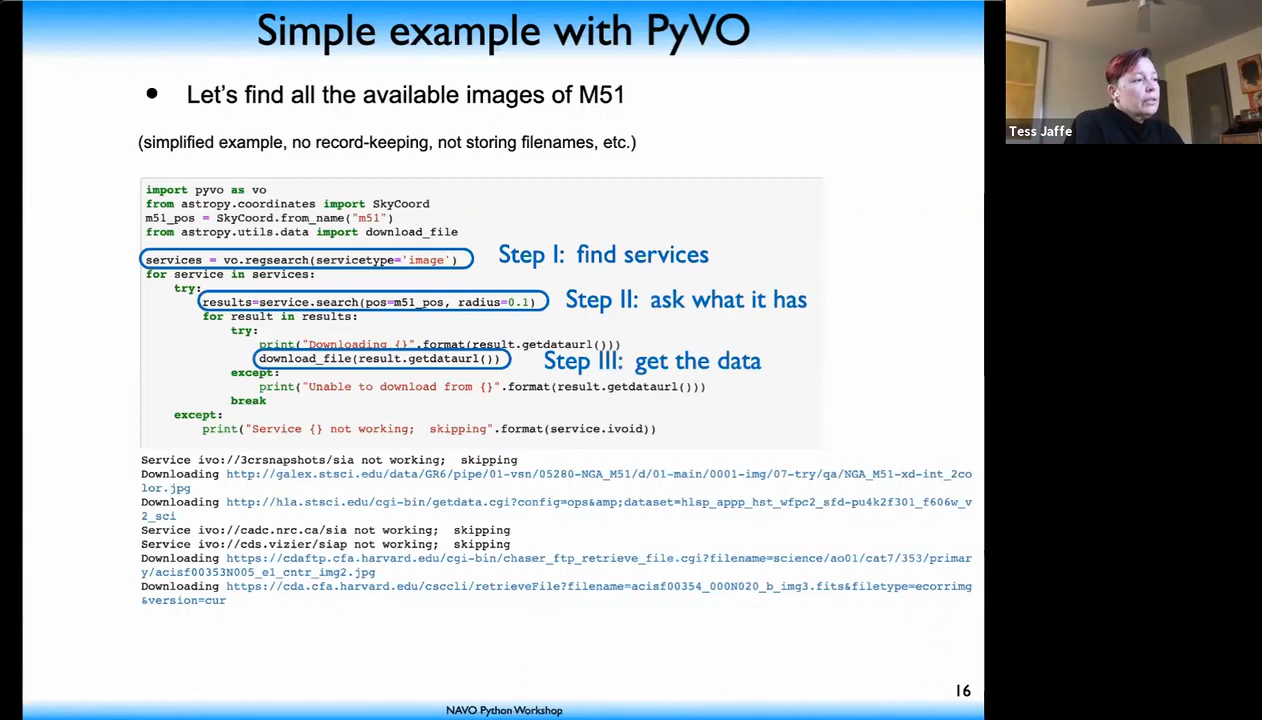 Simple example with PyVO
• Let's find all the available images of M51
(simplified example, no record-keeping, not storing filenames, etc.)
import pyvo as vo
from astropy.coordinates import SkyCoord
m51_pos = SkyCoord.from_name("m51")
from astropy.utils.data import download_file
services = vo.regsearch(servicetype='image')
Step I: find services
for service in services:
try:
results=service.search(pos=m51_pos, radius=0.1)
Step II: ask what it has
for result in results:
try:
print("Downloading {}".format(result.getdataurl()))
download_file(result.getdataurl())
Step III: get the data
except:
print("Unable to download from {}".format(result.getdataurl()))
break
except:
print("Service {} not working;  skipping".format(service.ivoid))
Service ivo://3crsnapshots/sia not working;  skipping
Downloading http://galex.stsci.edu/data/GR6/pipe/01-vsn/05280-NGA_M51/d/01-main/0001-img/07-try/qa/NGA_M51-xd-int_2co
lor.jpg
Downloading http://hla.stsci.edu/cgi-bin/getdata.cgi?config=ops&amp;dataset=hlsp_appp_hst_wfpc2_sfd-pu4k2f301_f606w_v
2_sci
Service ivo://cadc.nrc.ca/sia not working;  skipping
Service ivo://cds.vizier/siap not working;  skipping
Downloading https://cdaftp.cfa.harvard.edu/cgi-bin/chaser_ftp_retrieve_file.cgi?filename=science/ao01/cat7/353/primar
y/acisf00353N005_e1_cntr_img2.jpg
Downloading https://cda.cfa.harvard.edu/csccli/retrieveFile?filename=acisf00354_000N020_b_img3.fits&filetype=ecorrimg
&version=cur
16
NAVO Python Workshop
Tess Jaffe